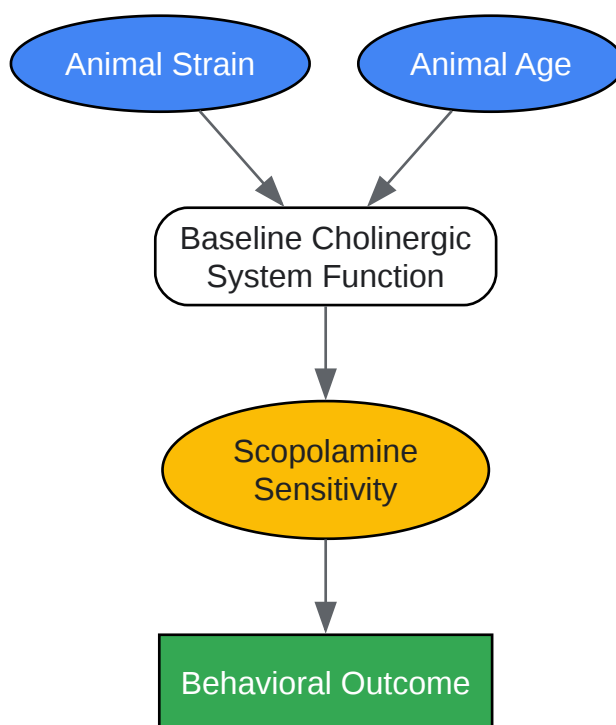 Animal Strain
Animal Age
Baseline Cholinergic
System Function
Scopolamine
Sensitivity
Behavioral Outcome